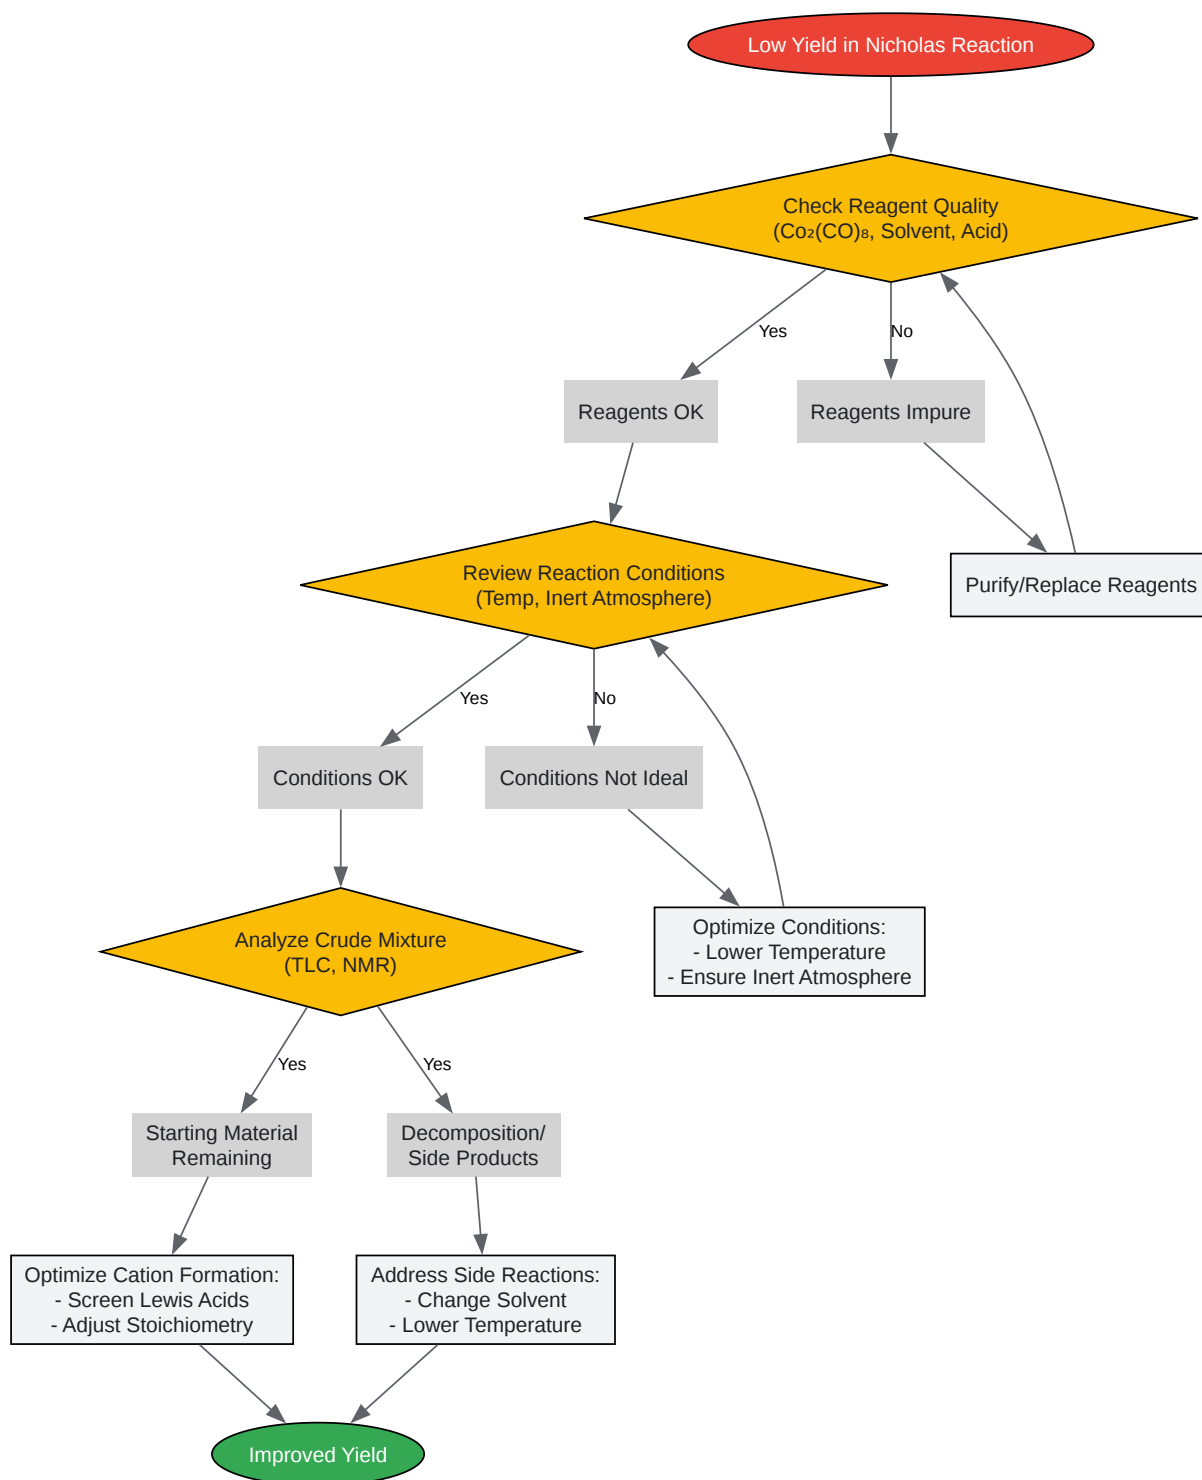 Low Yield in Nicholas Reaction
Check Reagent Quality
(Co₂(CO)₈, Solvent, Acid)
Yes
No
Reagents OK
Reagents Impure
Review Reaction Conditions
(Temp, Inert Atmosphere)
Purify/Replace Reagents
Yes
No
Conditions OK
Conditions Not Ideal
Analyze Crude Mixture
(TLC, NMR)
Optimize Conditions:
- Lower Temperature
- Ensure Inert Atmosphere
Yes
Yes
Starting Material
Remaining
Decomposition/
Side Products
Optimize Cation Formation:
- Screen Lewis Acids
- Adjust Stoichiometry
Address Side Reactions:
- Change Solvent
- Lower Temperature
Improved Yield